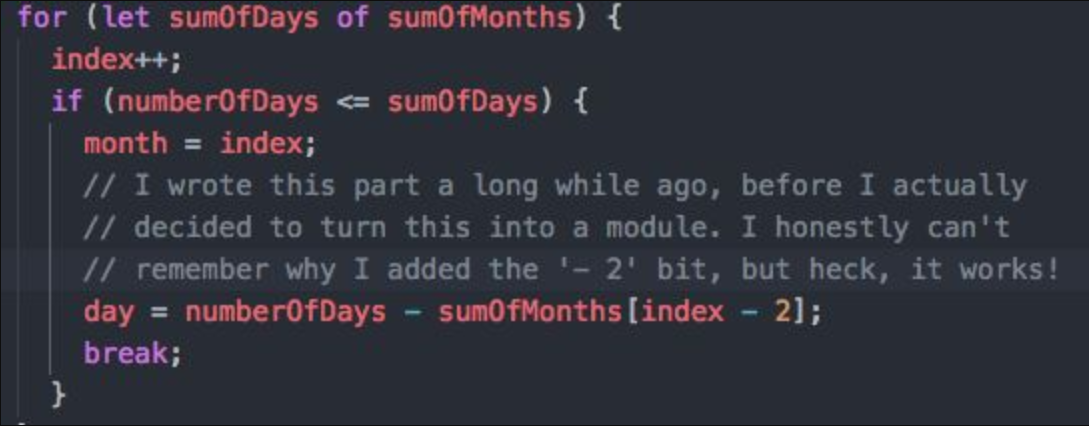 for (let sumOfDays of sumOfMonths) {
index++;
if (numberOfDays <= sumOfDays) {
month = index;
// I wrote this part a long while ago, before I actually
// decided to turn this into a module. I honestly can't
// remember why I added the '- 2' bit, but heck, it works!
day = numberOfDays - sumOfMonths[index - 2];
break;
}